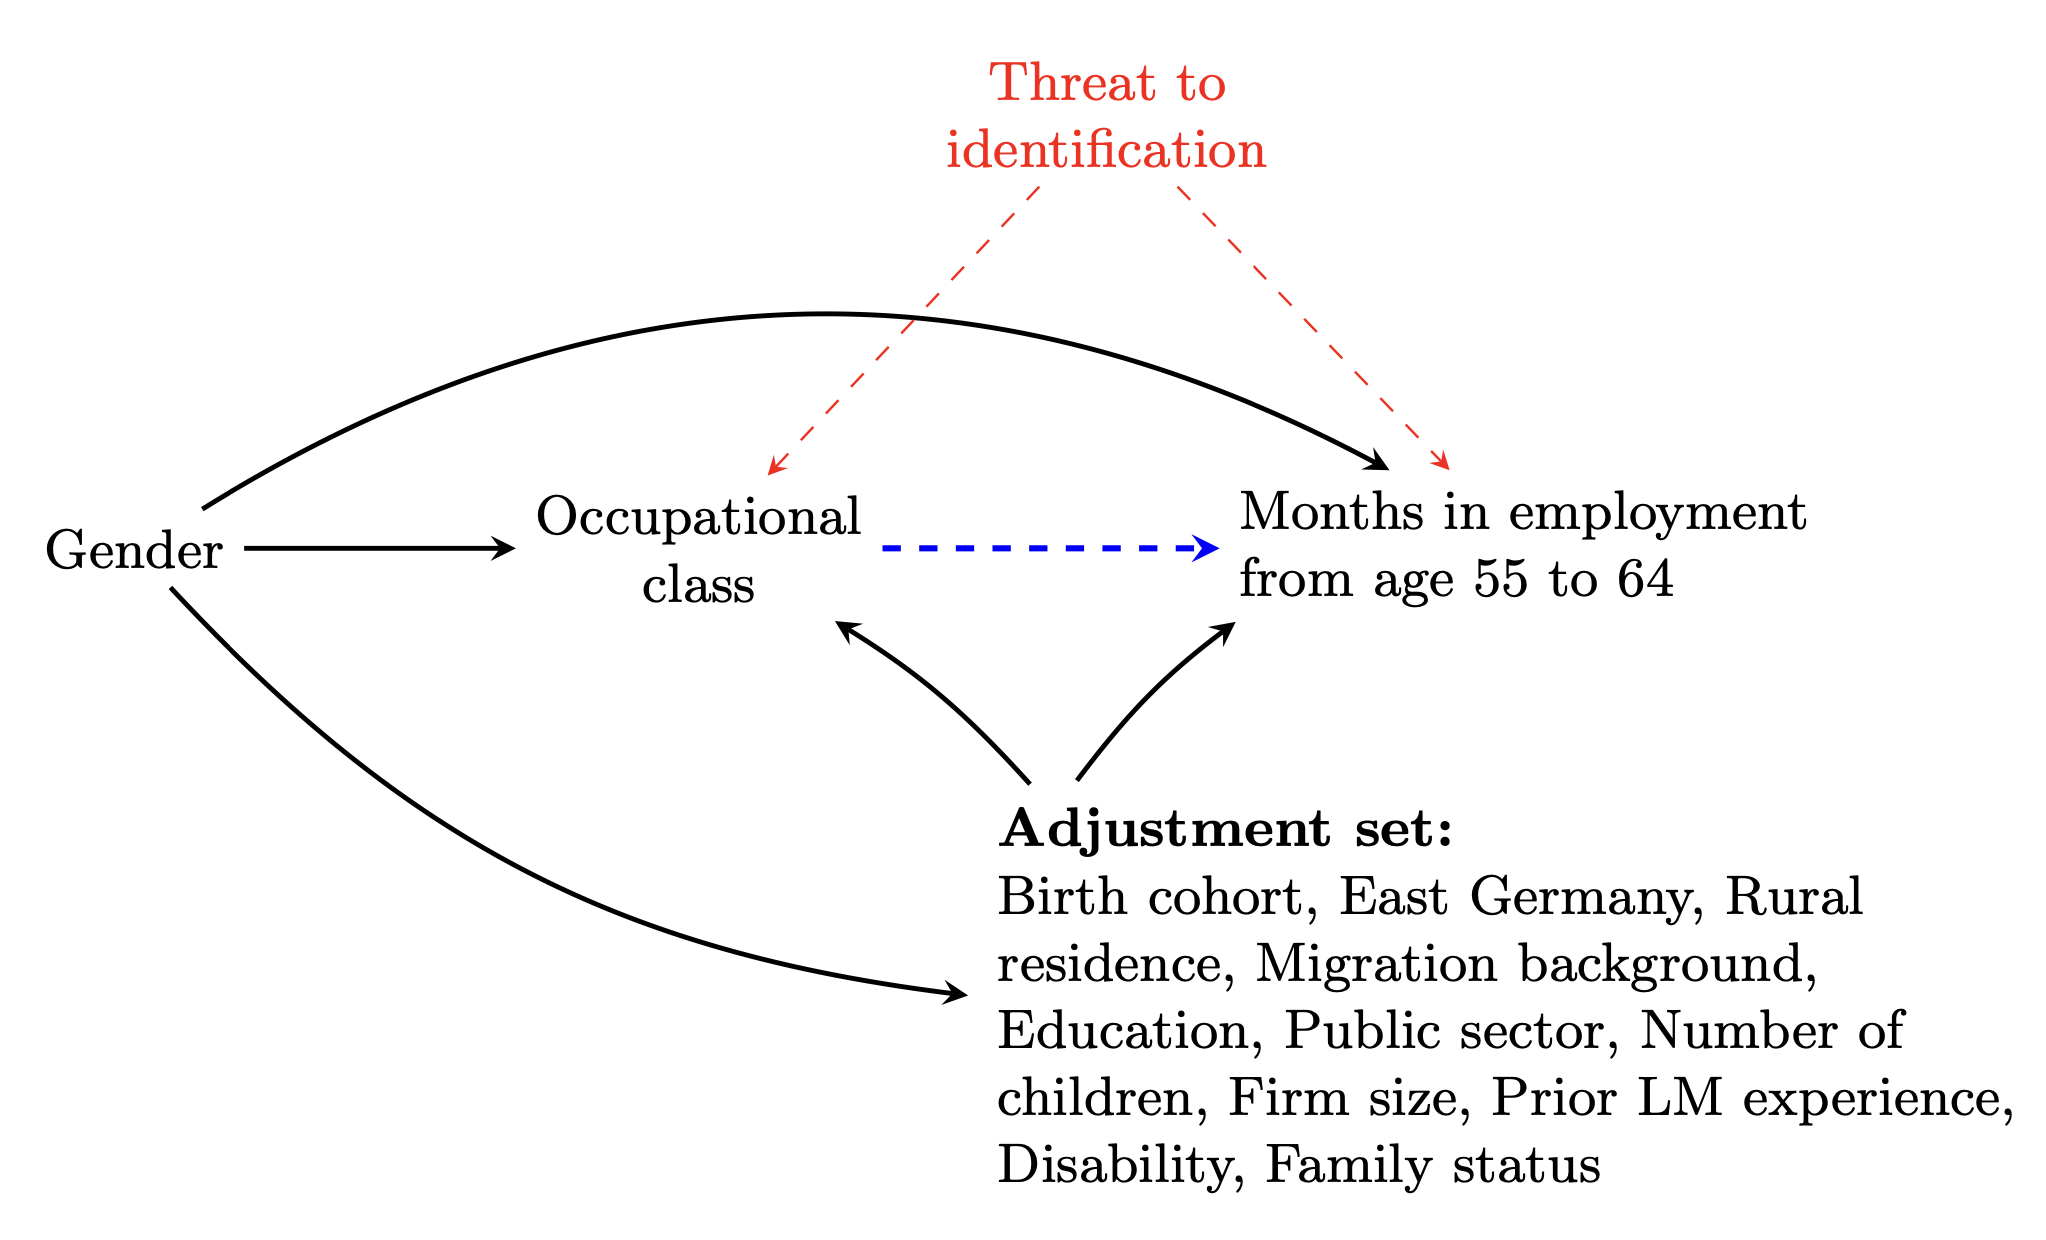 Threat to
identification
Gender
Occupational
class
Months in employment
from age 55 to 64
Adjustment set:
Birth cohort, East Germany, Rural
residence, Migration background,
Education, Public sector, Number of
children, Firm size, Prior LM experience,
Disability, Family status